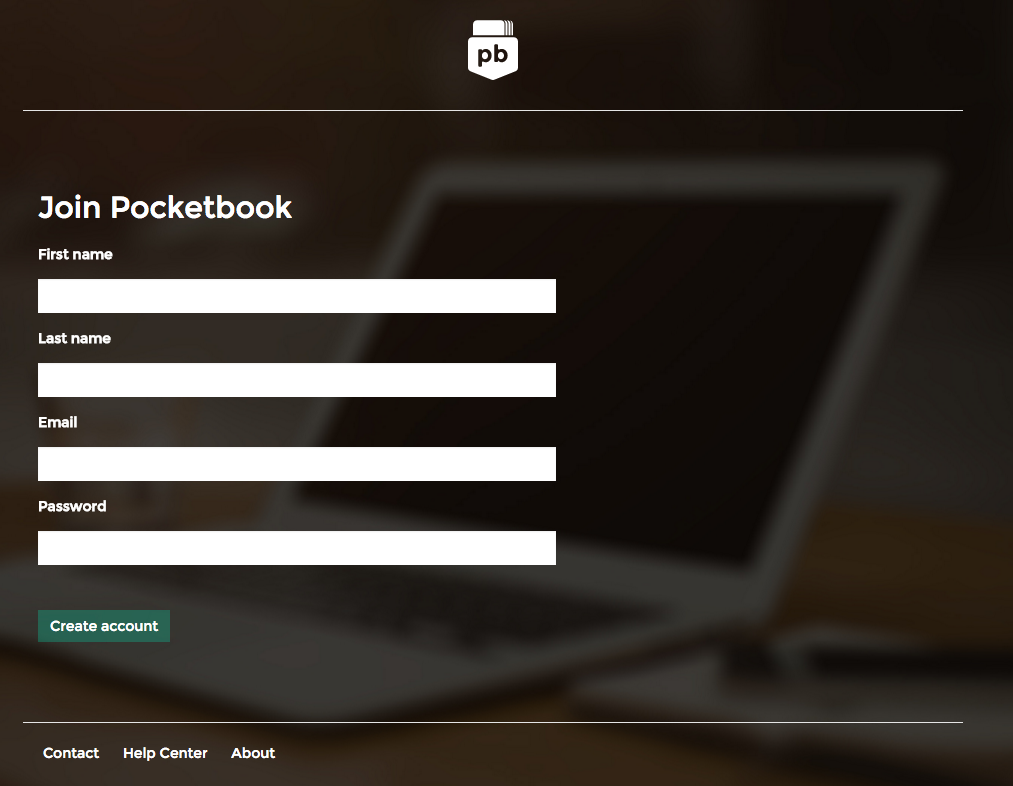 pb
Join Pocketbook
First name
Last name
Email
Password
Create account
Contact Help Center About